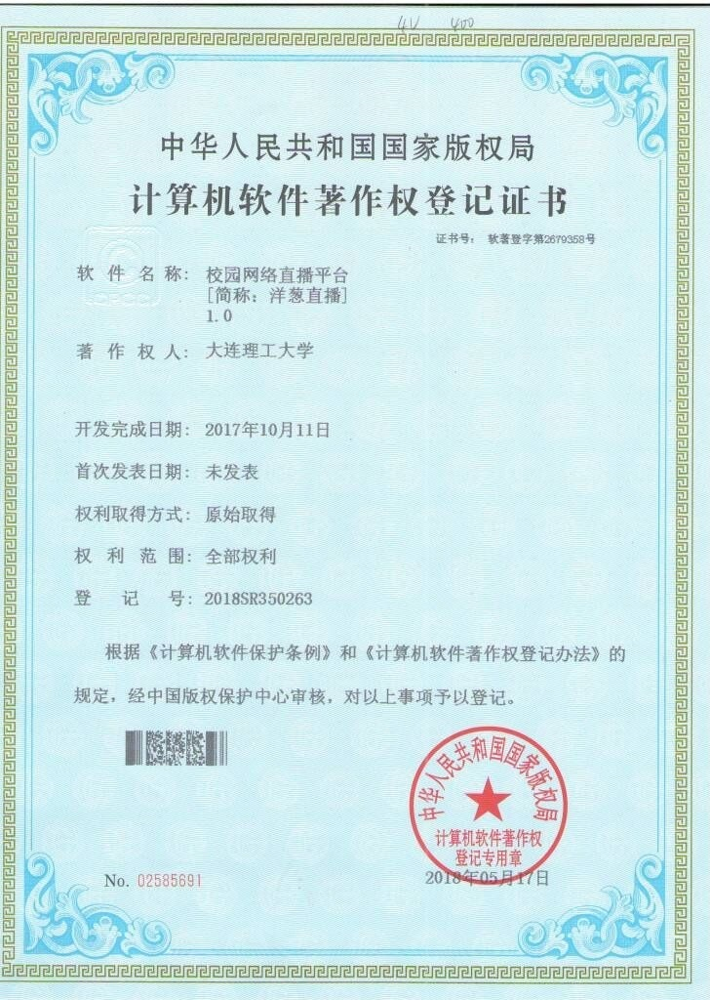 4V 400
中华人民共和国国家版权局
计算机软件著作权登记证书
证书号： 软著登字第2679358号
软件名称： 校园网络直播平台
[简称：洋葱直播]
1.0
著作权人： 大连理工大学
开发完成日期： 2017年10月11日
首次发表日期： 未发表
权利取得方式： 原始取得
权利范围： 全部权利
登记号： 2018SR350263
根据《计算机软件保护条例》和《计算机软件著作权登记办法》的
规定，经中国版权保护中心审核，对以上事项予以登记。
中华人民共和国国家版权局
计算机软件著作权
登记专用章
No. 02585691
2018年05月17日